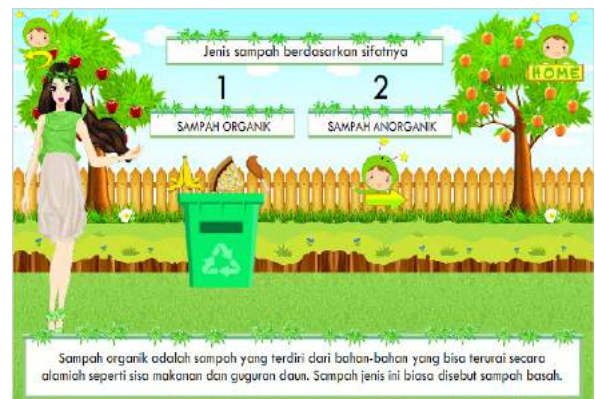 Jenis sampah berdasarkan sifatnya
HOME
1
2
SAMPAH ORGANIK
SAMPAH ANORGANIK
Sampah organik adalah sampah yang terdiri dari bahan-bahan yang bisa terurai secara
alamiah seperti sisa makanan dan guguran daun. Sampah jenis ini biasa disebut sampah basah.